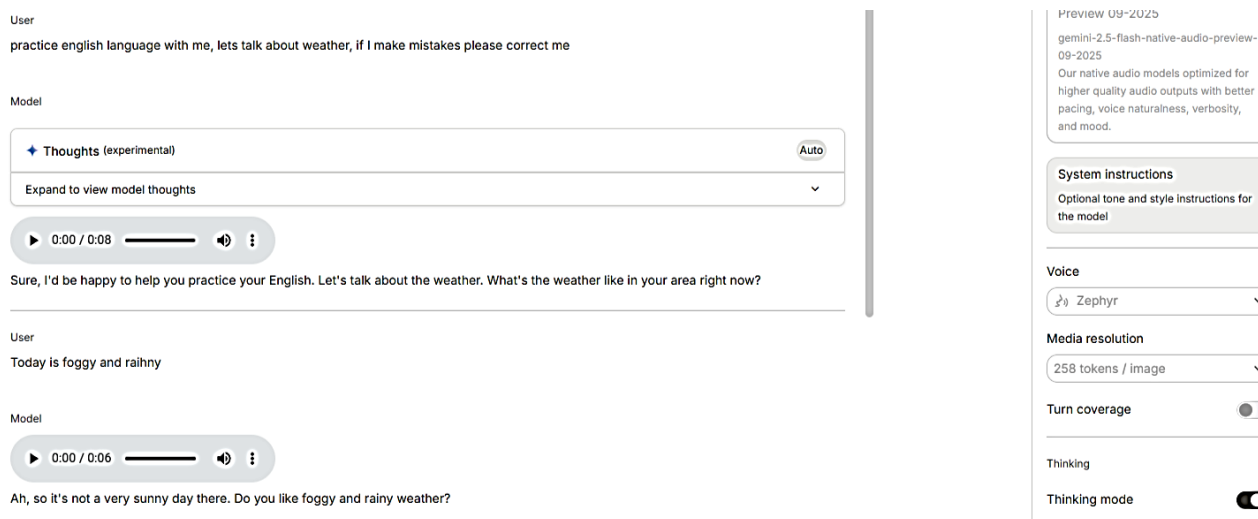 User
practice english language with me, lets talk about weather, if I make mistakes please correct me
Model
Thoughts (experimental)
Auto
Expand to view model thoughts
0:00 / 0:08
Sure, I'd be happy to help you practice your English. Let's talk about the weather. What's the weather like in your area right now?
User
Today is foggy and raihny
Model
0:00 / 0:06
Ah, so it's not a very sunny day there. Do you like foggy and rainy weather?
Preview 09-2025
gemini-2.5-flash-native-audio-preview-
09-2025
Our native audio models optimized for
higher quality audio outputs with better
pacing, voice naturalness, verbosity,
and mood.
System instructions
Optional tone and style instructions for
the model
Voice
Zephyr
Media resolution
258 tokens / image
Turn coverage
Thinking
Thinking mode